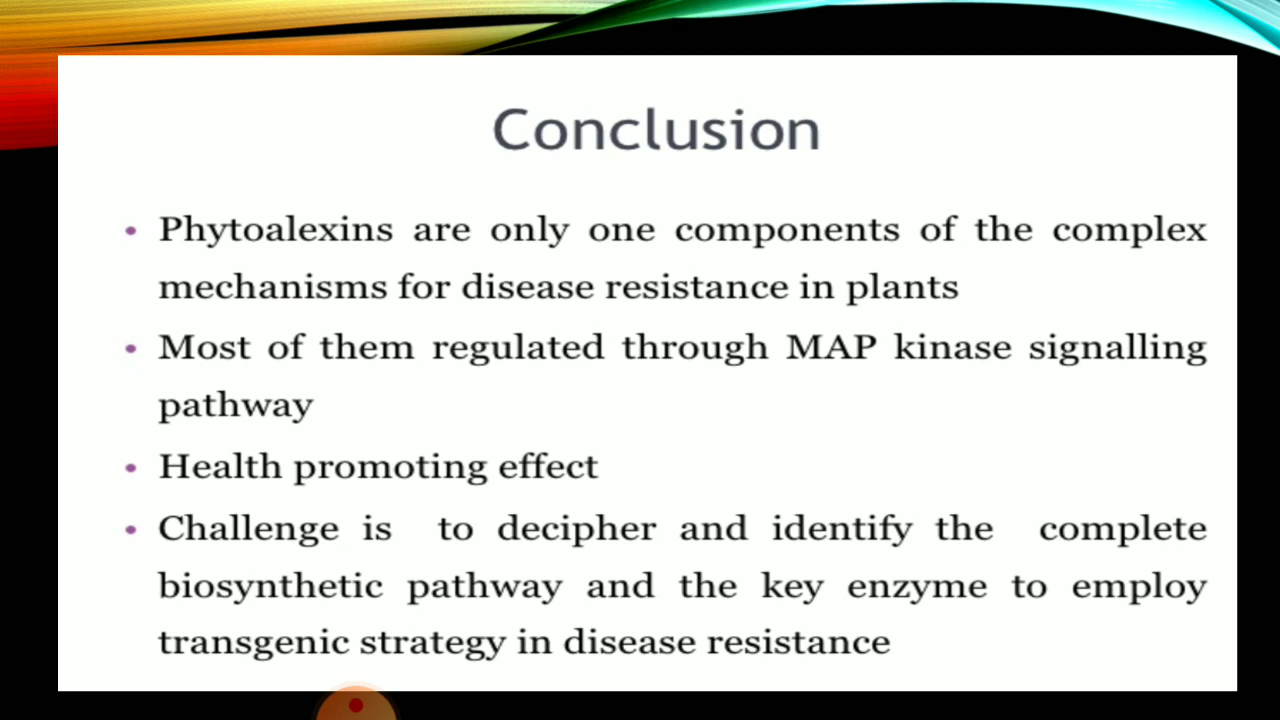 Conclusion
• Phytoalexins are only one components of the complex
mechanisms for disease resistance in plants
• Most of them regulated through MAP kinase signalling
pathway
• Health promoting effect
• Challenge is to decipher and identify the complete
biosynthetic pathway and the key enzyme to employ
transgenic strategy in disease resistance